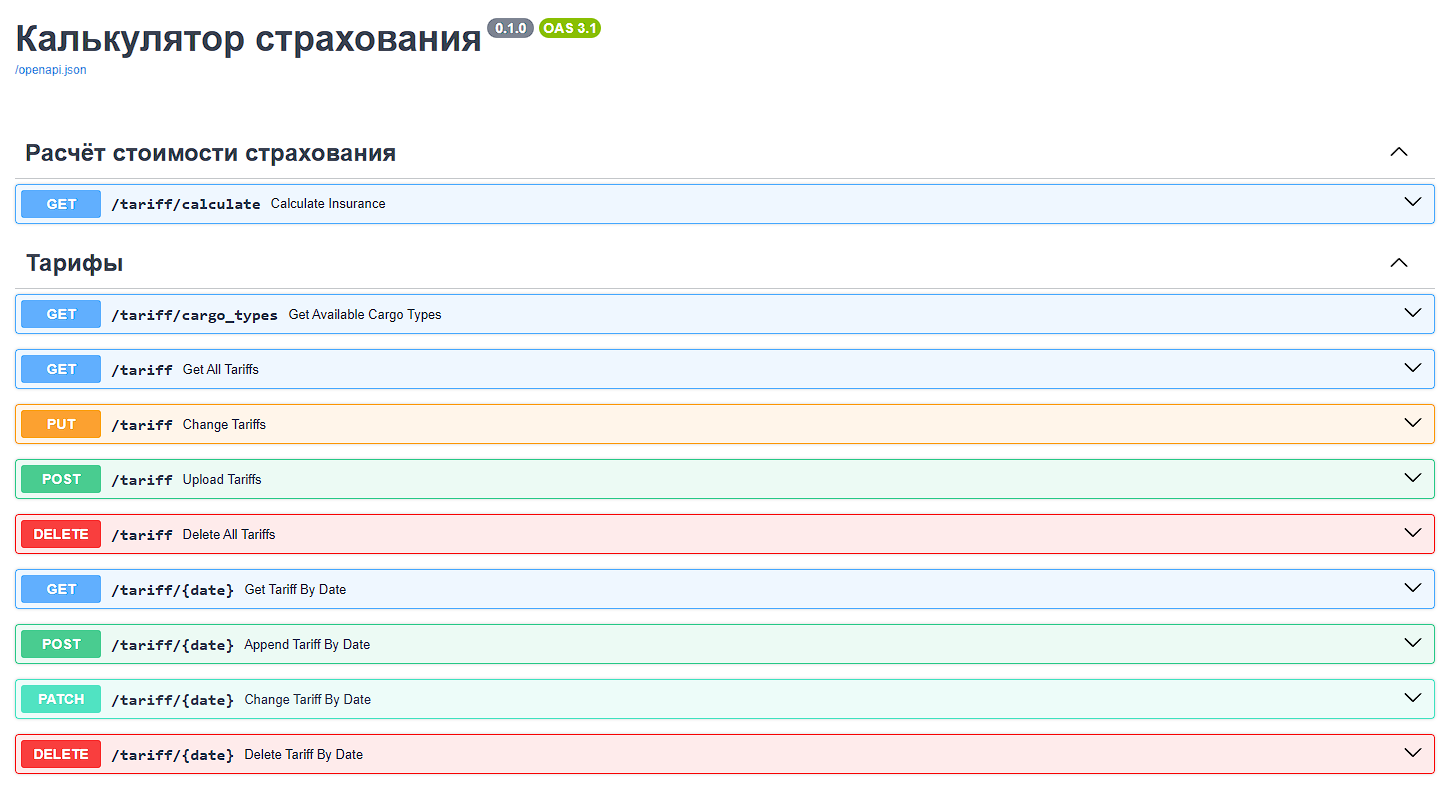 Калькулятор страхования 0.1.0 OAS 3.1
/openapi.json
Расчёт стоимости страхования
GET /tariff/calculate Calculate Insurance
Тарифы
GET /tariff/cargo_types Get Available Cargo Types
GET /tariff Get All Tariffs
PUT /tariff Change Tariffs
POST /tariff Upload Tariffs
DELETE /tariff Delete All Tariffs
GET /tariff/{date} Get Tariff By Date
POST /tariff/{date} Append Tariff By Date
PATCH /tariff/{date} Change Tariff By Date
DELETE /tariff/{date} Delete Tariff By Date